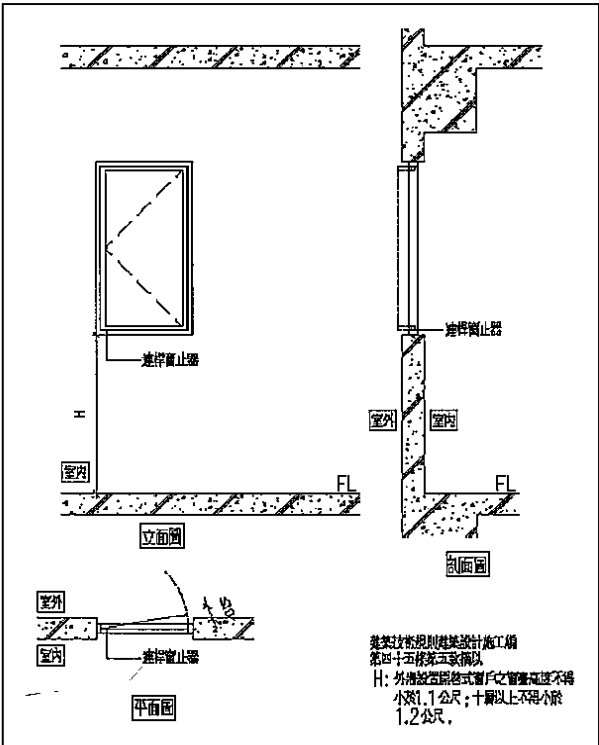 連桿窗止器
連桿窗止器
H
室外
室內
室內
FL
FL
立面圖
剖面圖
室外
室內
連桿窗止器
平面圖
建築技術規則建築設計施工編
第四十五條第五款摘以
H：外牆設置開啓式窗戶之窗臺高度不得
小於1.1公尺；十層以上不得小於
1.2公尺。